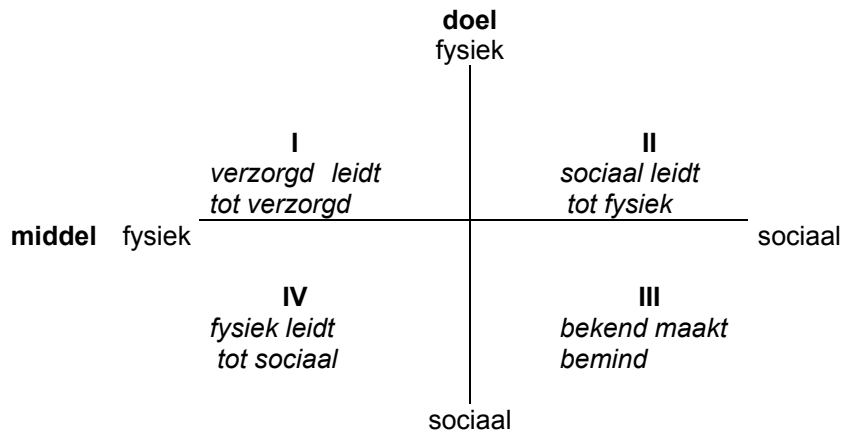 doel
fysiek
I
verzorgd leidt
tot verzorgd
II
sociaal leidt
tot fysiek
middel fysiek
sociaal
IV
fysiek leidt
tot sociaal
III
bekend maakt
bemind
sociaal